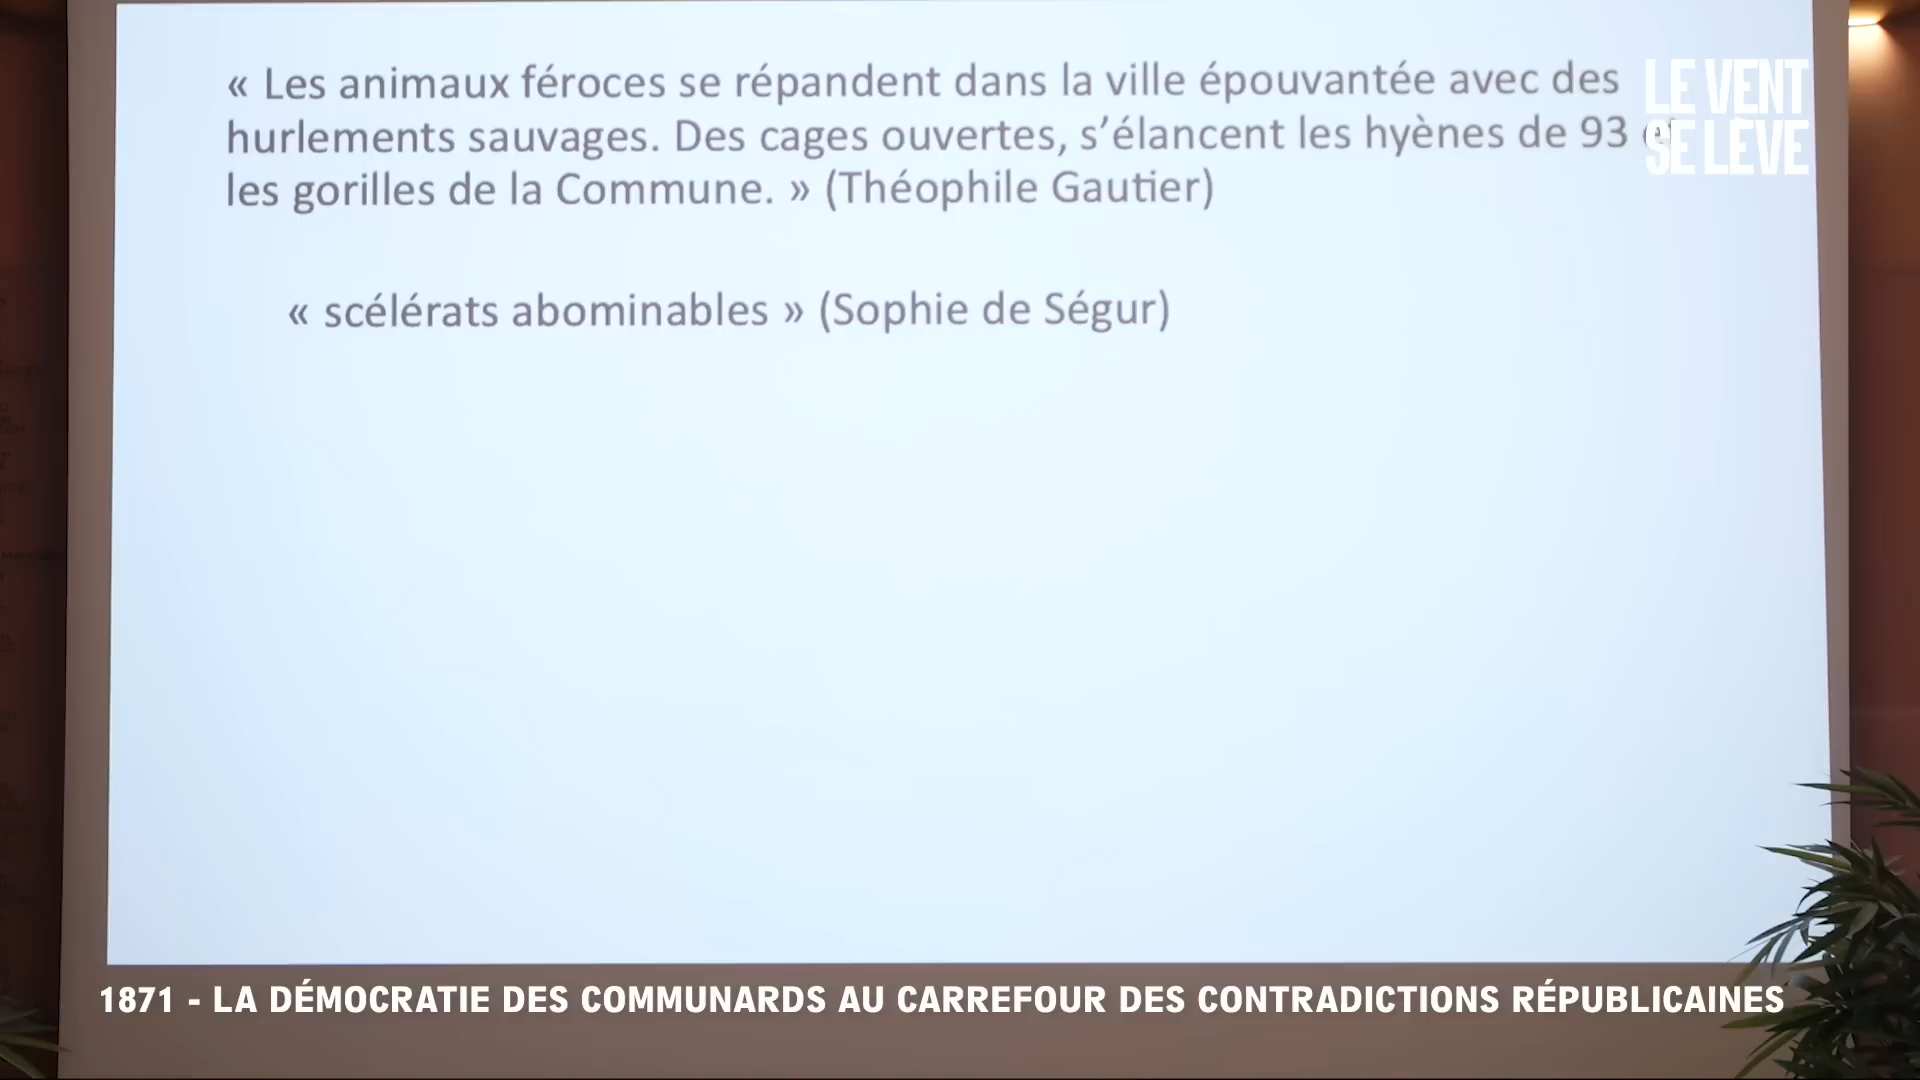 « Les animaux féroces se répandent dans la ville épouvantée avec des
hurlements sauvages. Des cages ouvertes, s’élancent les hyènes de 93
les gorilles de la Commune. » (Théophile Gautier)
« scélérats abominables » (Sophie de Ségur)
LE VENT
SE LÈVE
1871 - LA DÉMOCRATIE DES COMMUNARDS AU CARREFOUR DES CONTRADICTIONS RÉPUBLICAINES